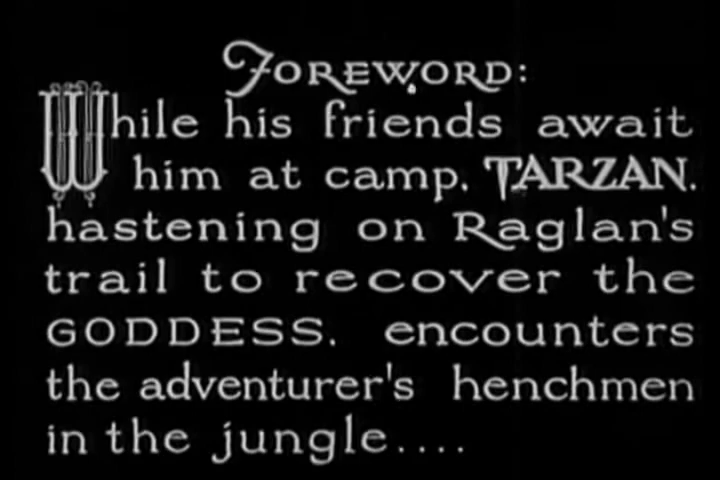 FOREWORD:
While his friends await
him at camp, TARZAN,
hastening on Raglan's
trail to recover the
GODDESS, encounters
the adventurer's henchmen
in the jungle....